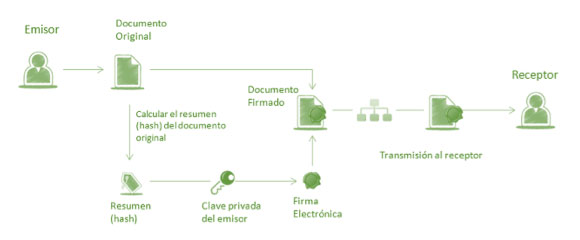 Emisor
Documento
Original
Documento
Firmado
Receptor
Calcular el resumen
(hash) del documento
original
Transmisión al receptor
Resumen
(hash)
Clave privada
del emisor
Firma
Electrónica